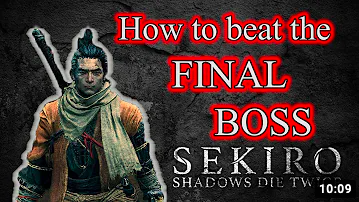 How to beat the
FINAL
BOSS
SEKIRO
SHADOWS DIE TWICE
10:09